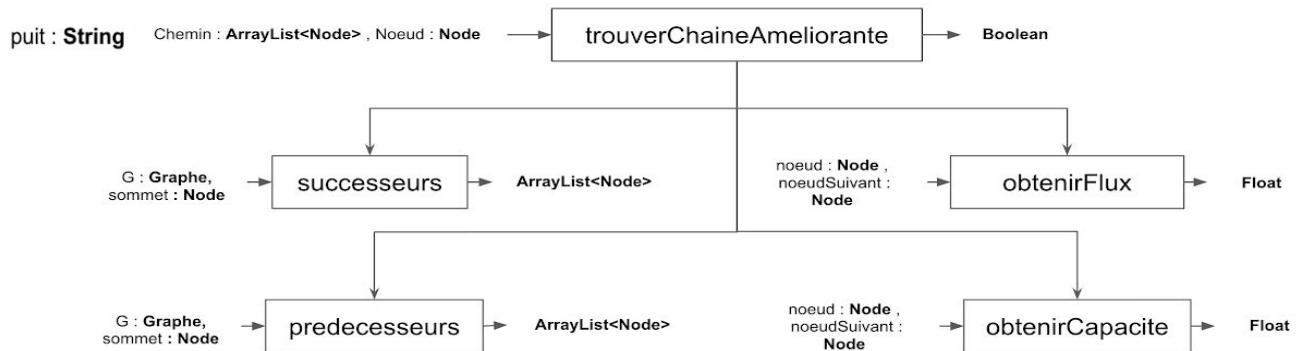 puit : String Chemin : ArrayList<Node> , Noeud : Node trouverChaineAmeliorante Boolean
G : Graphe,
sommet : Node
successeurs
ArrayList<Node>
noeud : Node ,
noeudSuivant :
Node
obtenirFlux
Float
G : Graphe,
sommet : Node
predecesseurs
ArrayList<Node>
noeud : Node ,
noeudSuivant :
Node
obtenirCapacite
Float